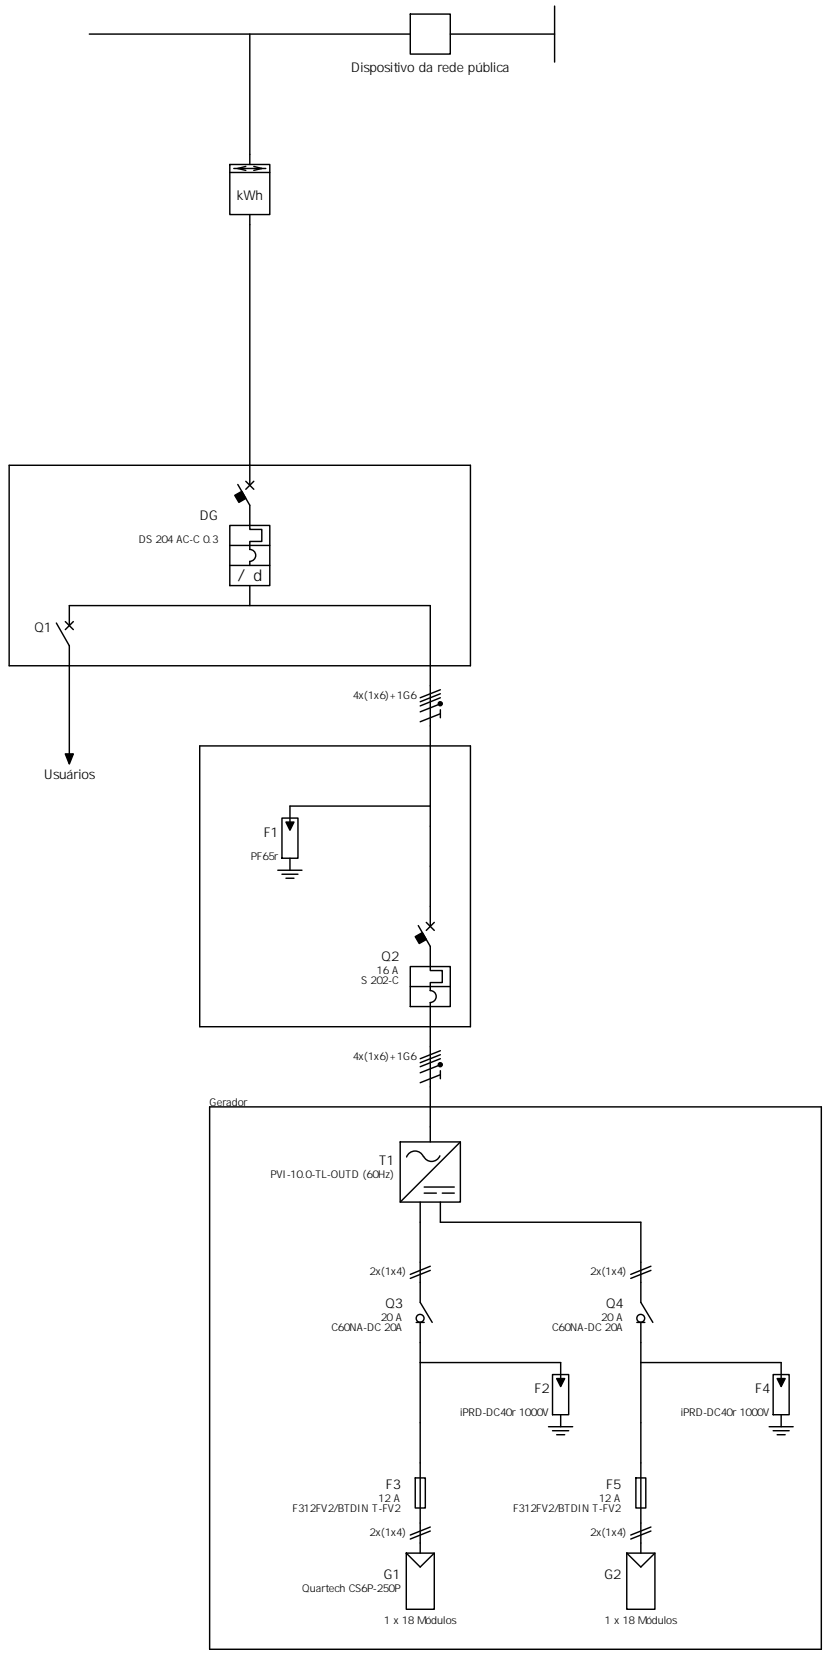 Dispositivo da rede pública
kWh
DG
DS 204 AC-C 0.3
/ d
Q1
4x(1x6)+1G6
Usuários
F1
PF65r
Q2
16 A
S 202-C
4x(1x6)+1G6
Gerador
T1
PVI-10.0-TL-OUTD (60Hz)
2x(1x4)
2x(1x4)
Q3
20 A
C60NA-DC 20A
Q4
20 A
C60NA-DC 20A
F2
iPRD-DC40r 1000V
F4
iPRD-DC40r 1000V
F3
12 A
F312FV2/BTDIN T-FV2
F5
12 A
F312FV2/BTDIN T-FV2
2x(1x4)
2x(1x4)
G1
Quartech CS6P-250P
G2
1 x 18 Módulos
1 x 18 Módulos